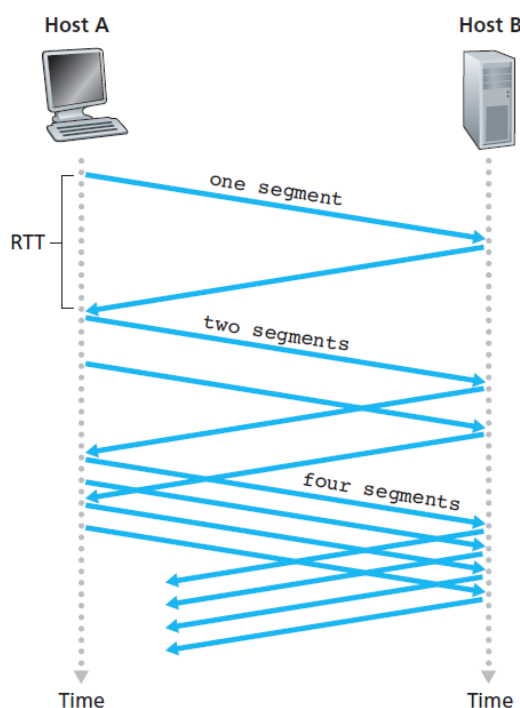 Host A
Host B
one segment
RTT
two segments
four segments
Time
Time